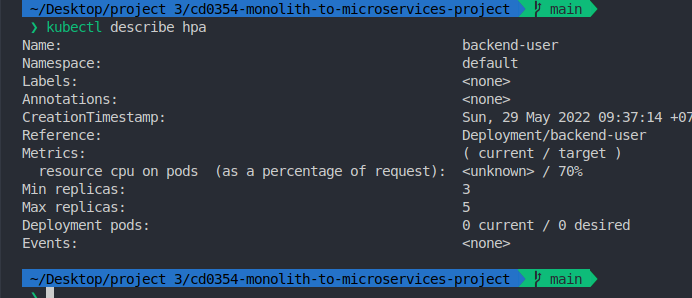 ~/Desktop/project 3/cd0354-monolith-to-microservices-project main
❯ kubectl describe hpa
Name: backend-user
Namespace: default
Labels: <none>
Annotations: <none>
CreationTimestamp: Sun, 29 May 2022 09:37:14 +07
Reference: Deployment/backend-user
Metrics: ( current / target )
resource cpu on pods (as a percentage of request): <unknown> / 70%
Min replicas: 3
Max replicas: 5
Deployment pods: 0 current / 0 desired
Events: <none>
~/Desktop/project 3/cd0354-monolith-to-microservices-project main
❯